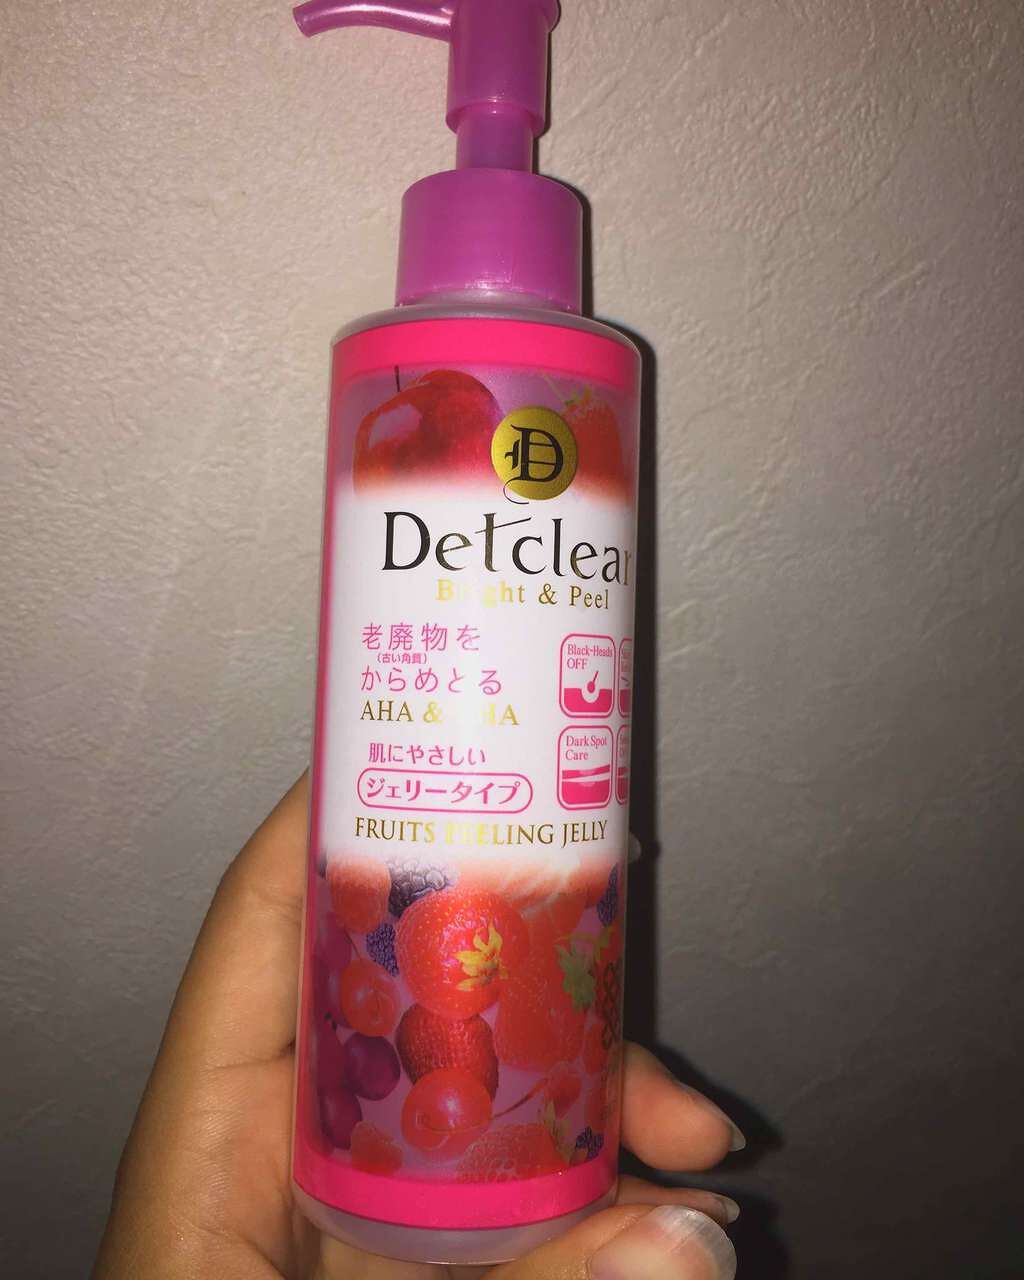 D
Detclear
Bright & Peel
老廃物を
(古い角質)
からめとる
AHA & BHA
肌にやさしい
ジェリータイプ
FRUITS PEELING JELLY
Black-Heads
OFF
Dark Spot
Care